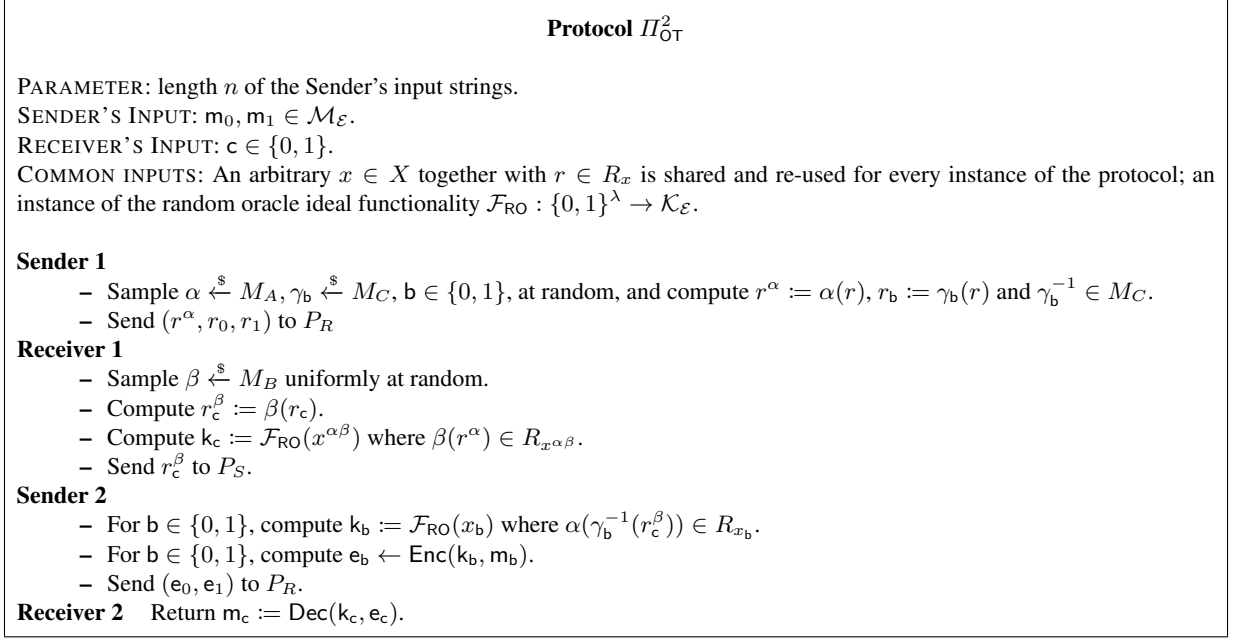 Protocol Π²_OT
PARAMETER: length n of the Sender's input strings.
SENDER'S INPUT: m₀, m₁ ∈ 𝓜_𝓔.
RECEIVER'S INPUT: c ∈ {0, 1}.
COMMON INPUTS: An arbitrary x ∈ X together with r ∈ R_x is shared and re-used for every instance of the protocol; an
instance of the random oracle ideal functionality 𝓕_RO : {0, 1}^λ → 𝓚_𝓔.
Sender 1
– Sample α ←$ M_A, γ_b ←$ M_C, b ∈ {0, 1}, at random, and compute r^α := α(r), r_b := γ_b(r) and γ_b^{-1} ∈ M_C.
– Send (r^α, r₀, r₁) to P_R
Receiver 1
– Sample β ←$ M_B uniformly at random.
– Compute r_c^β := β(r_c).
– Compute k_c := 𝓕_RO(x^{αβ}) where β(r^α) ∈ R_{x^{αβ}}.
– Send r_c^β to P_S.
Sender 2
– For b ∈ {0, 1}, compute k_b := 𝓕_RO(x_b) where α(γ_b^{-1}(r_c^β)) ∈ R_{x_b}.
– For b ∈ {0, 1}, compute e_b ← Enc(k_b, m_b).
– Send (e₀, e₁) to P_R.
Receiver 2 Return m_c := Dec(k_c, e_c).